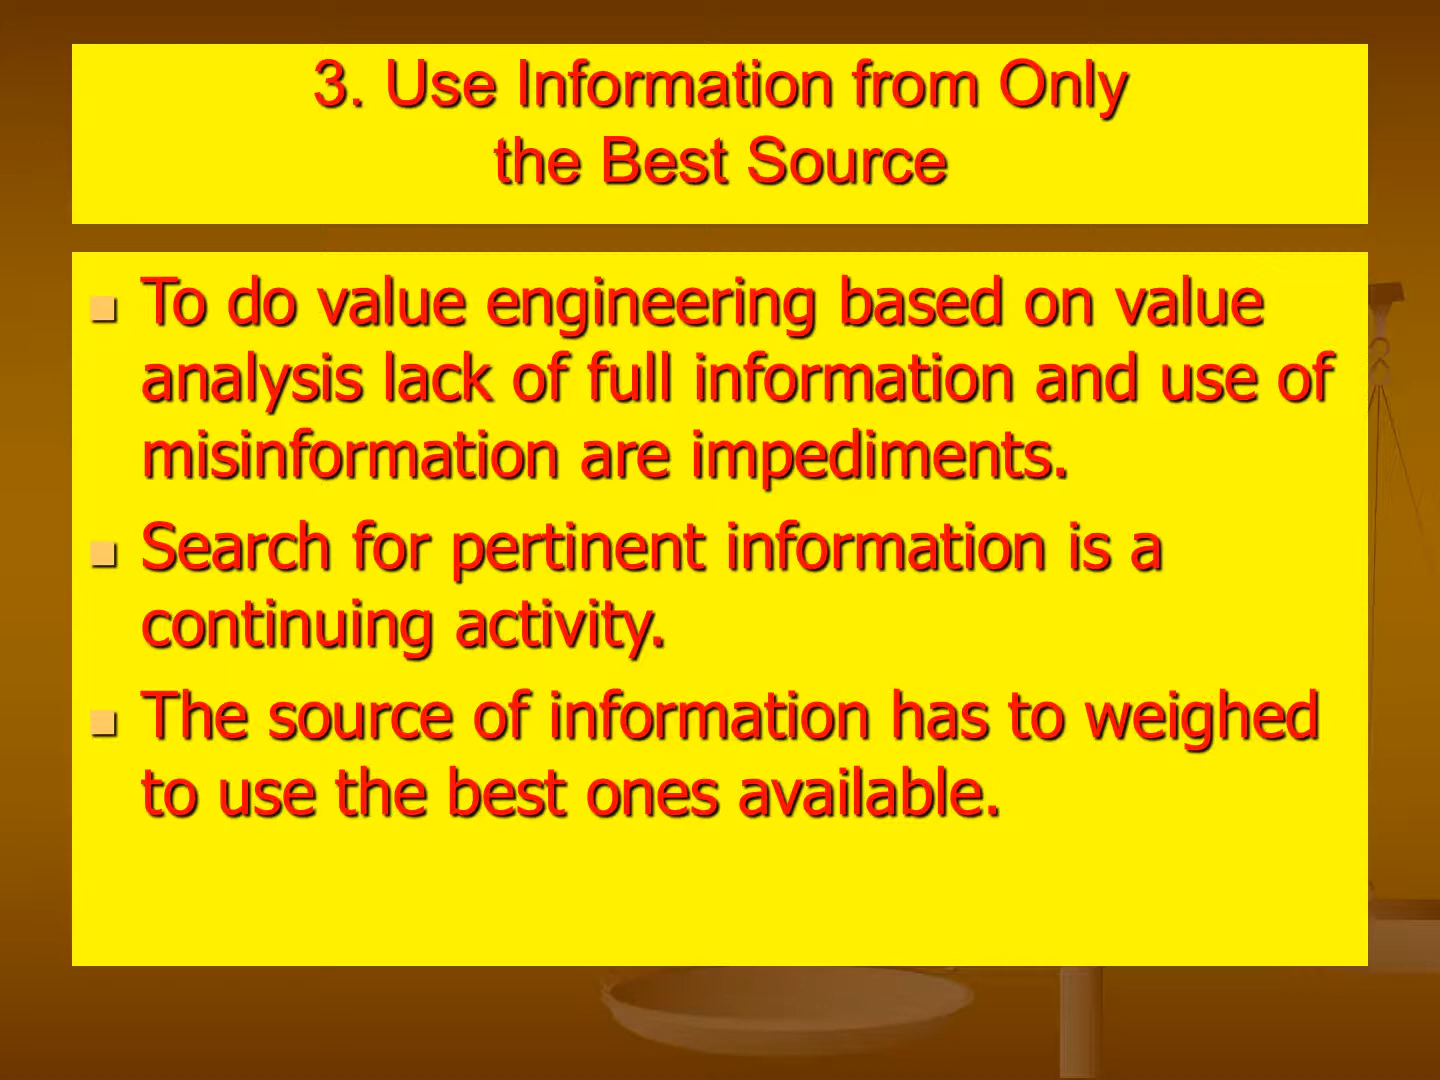 3. Use Information from Only
the Best Source
To do value engineering based on value
analysis lack of full information and use of
misinformation are impediments.
Search for pertinent information is a
continuing activity.
The source of information has to weighed
to use the best ones available.